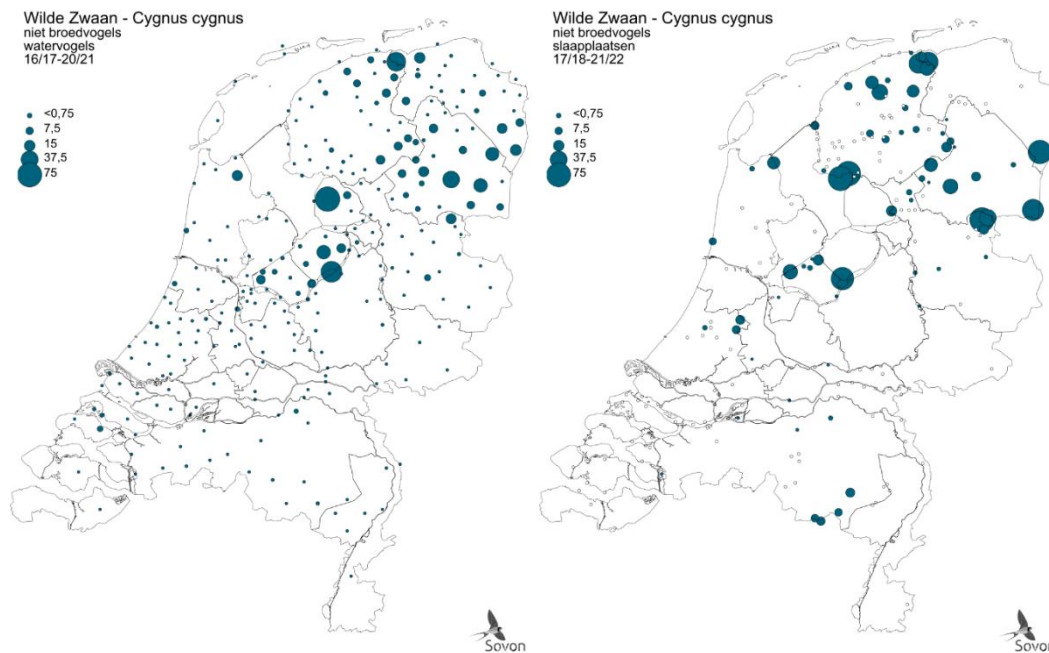 Wilde Zwaan - Cygnus cygnus
niet broedvogels
watervogels
16/17-20/21
<0,75
7,5
15
37,5
75
Sovon
Wilde Zwaan - Cygnus cygnus
niet broedvogels
slaapplaatsen
17/18-21/22
<0,75
7,5
15
37,5
75
Sovon